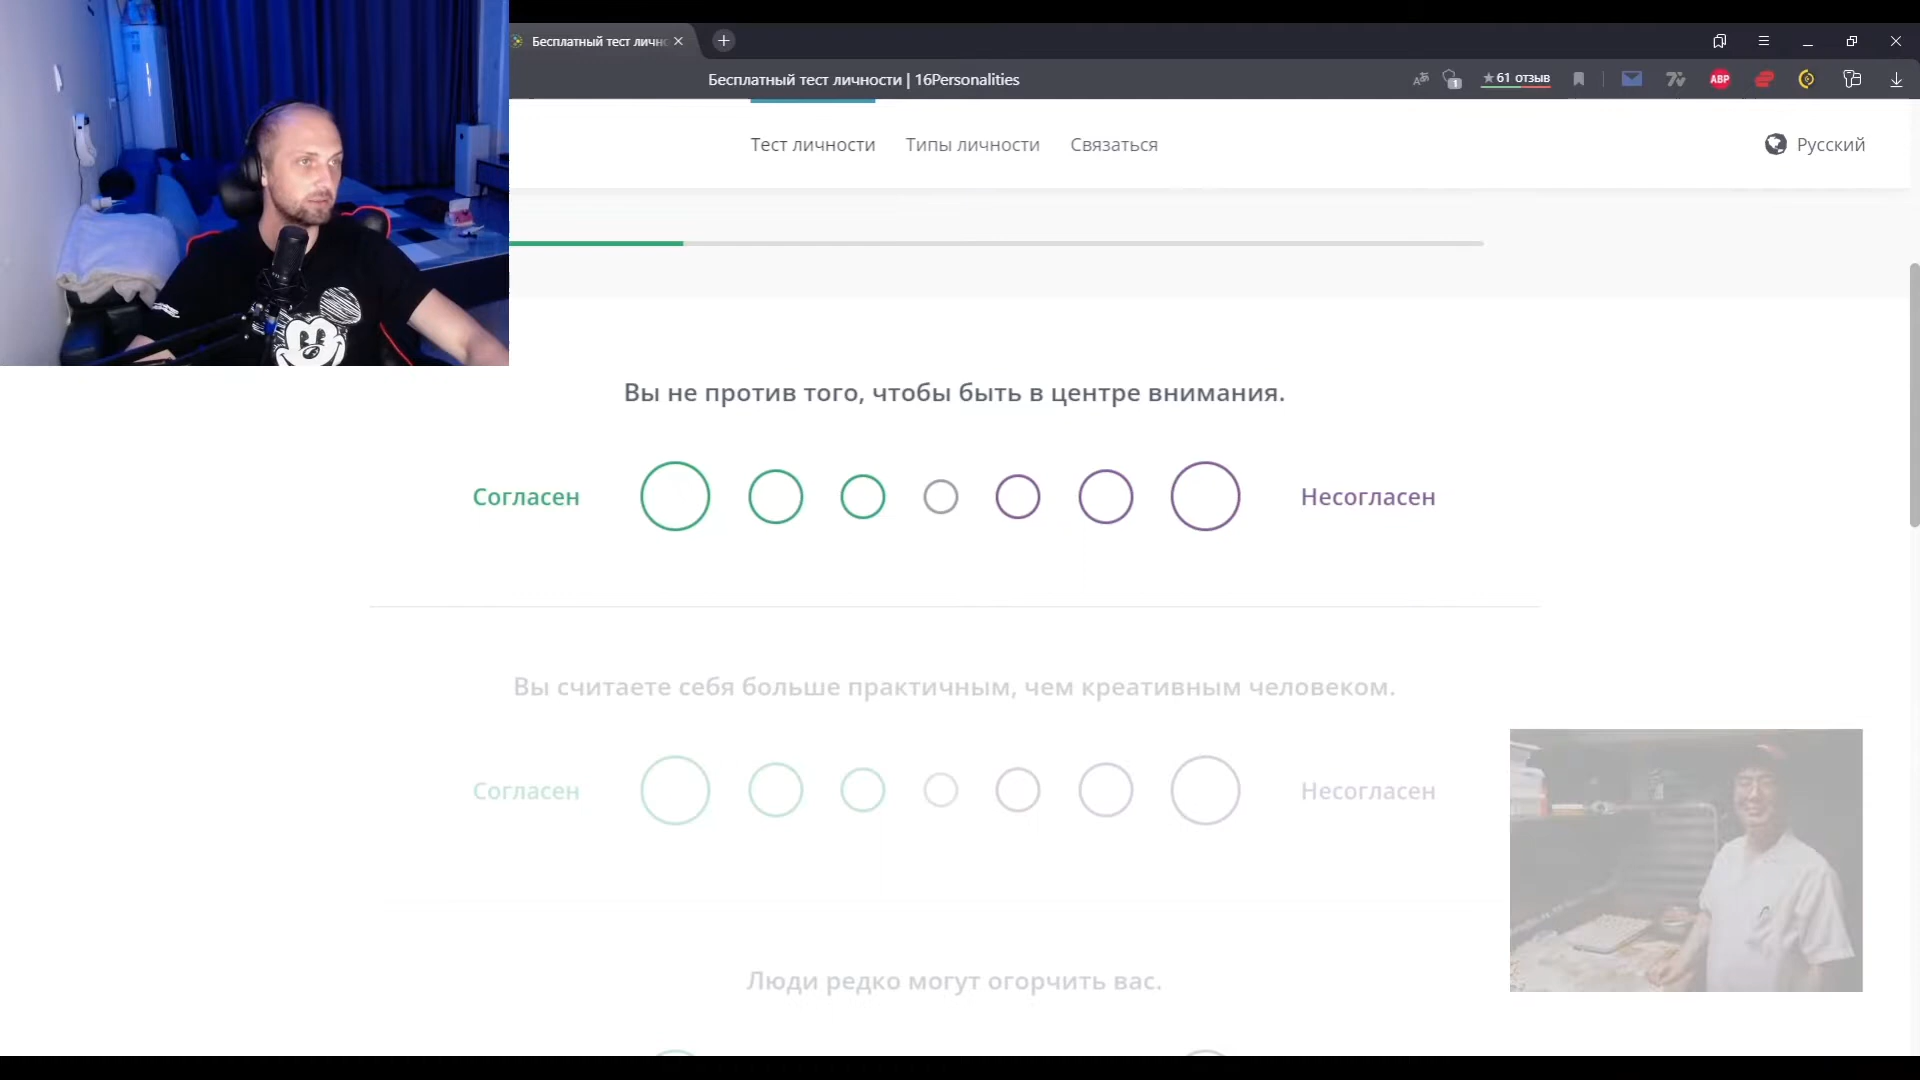 Бесплатный тест личн
Бесплатный тест личности | 16Personalities
61 отзыв
1
ABP
Тест личности
Типы личности
Связаться
Русский
Вы не против того, чтобы быть в центре внимания.
Согласен
Несогласен
Вы считаете себя больше практичным, чем креативным человеком.
Согласен
Несогласен
Люди редко могут огорчить вас.